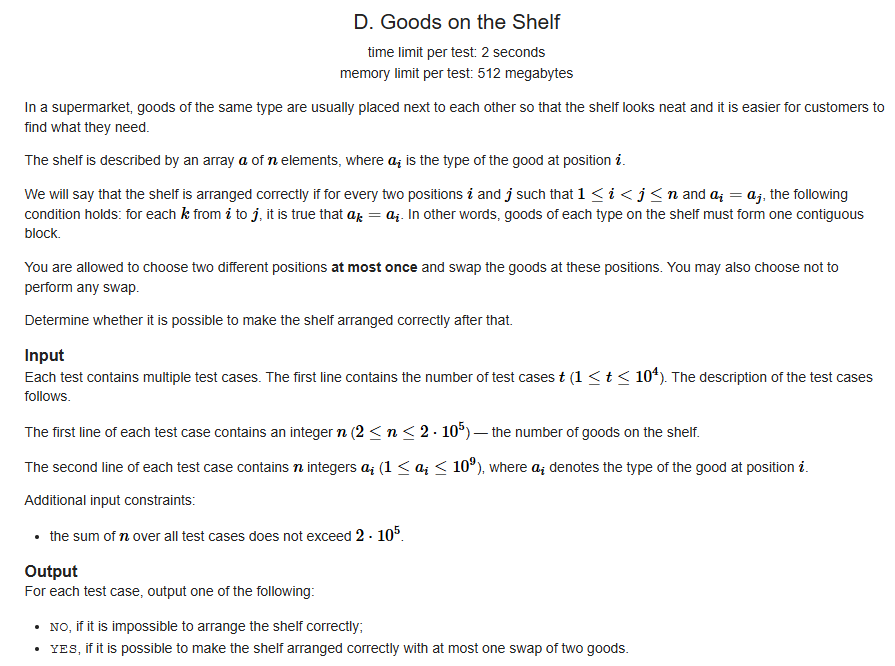 D. Goods on the Shelf
time limit per test: 2 seconds
memory limit per test: 512 megabytes
In a supermarket, goods of the same type are usually placed next to each other so that the shelf looks neat and it is easier for customers to
find what they need.
The shelf is described by an array a of n elements, where a_i is the type of the good at position i.
We will say that the shelf is arranged correctly if for every two positions i and j such that 1 ≤ i < j ≤ n and a_i = a_j, the following
condition holds: for each k from i to j, it is true that a_k = a_i. In other words, goods of each type on the shelf must form one contiguous
block.
You are allowed to choose two different positions at most once and swap the goods at these positions. You may also choose not to
perform any swap.
Determine whether it is possible to make the shelf arranged correctly after that.
Input
Each test contains multiple test cases. The first line contains the number of test cases t (1 ≤ t ≤ 10^4). The description of the test cases
follows.
The first line of each test case contains an integer n (2 ≤ n ≤ 2 · 10^5) — the number of goods on the shelf.
The second line of each test case contains n integers a_i (1 ≤ a_i ≤ 10^9), where a_i denotes the type of the good at position i.
Additional input constraints:
• the sum of n over all test cases does not exceed 2 · 10^5.
Output
For each test case, output one of the following:
• NO, if it is impossible to arrange the shelf correctly;
• YES, if it is possible to make the shelf arranged correctly with at most one swap of two goods.